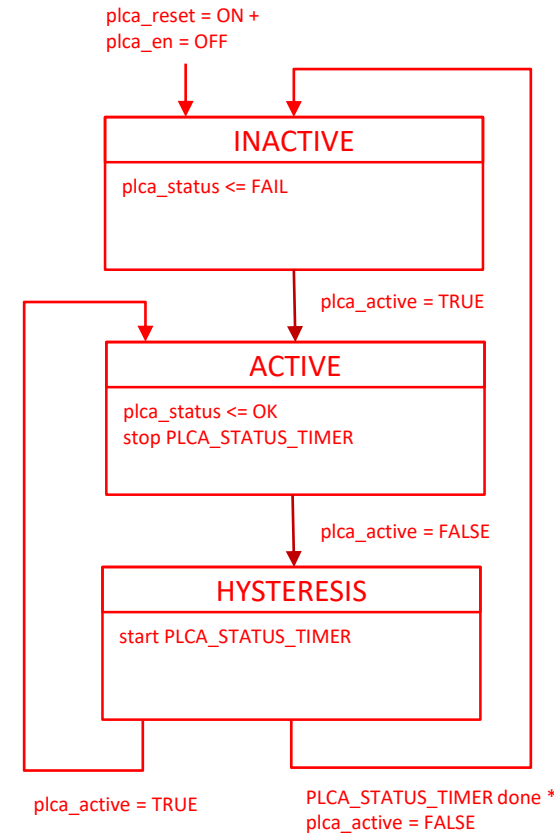 plca_reset = ON +
plca_en = OFF
INACTIVE
plca_status <= FAIL
plca_active = TRUE
ACTIVE
plca_status <= OK
stop PLCA_STATUS_TIMER
plca_active = FALSE
HYSTERESIS
start PLCA_STATUS_TIMER
plca_active = TRUE
PLCA_STATUS_TIMER done *
plca_active = FALSE